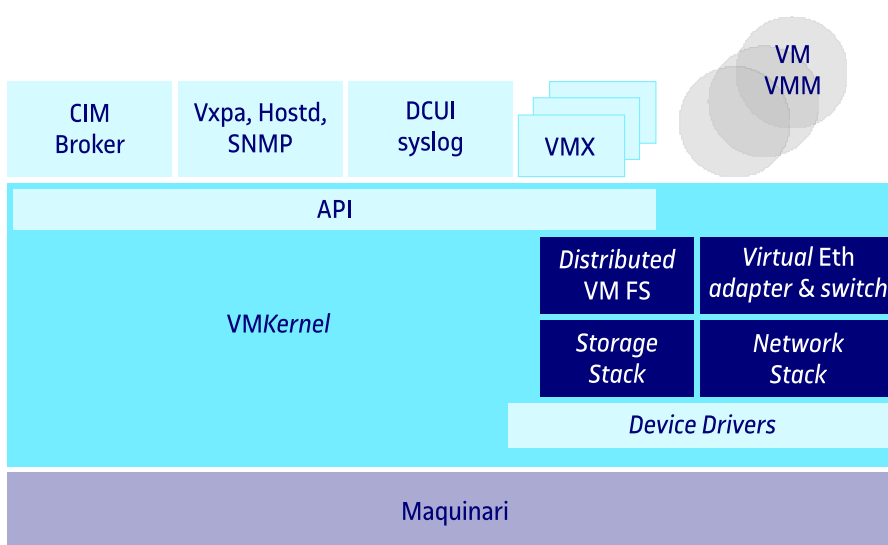 VM
VMM
CIM
Broker
Vxpa, Hostd,
SNMP
DCUI
syslog
VMX
API
Distributed
VM FS
Virtual Eth
adapter & switch
VMKernel
Storage
Stack
Network
Stack
Device Drivers
Maquinari